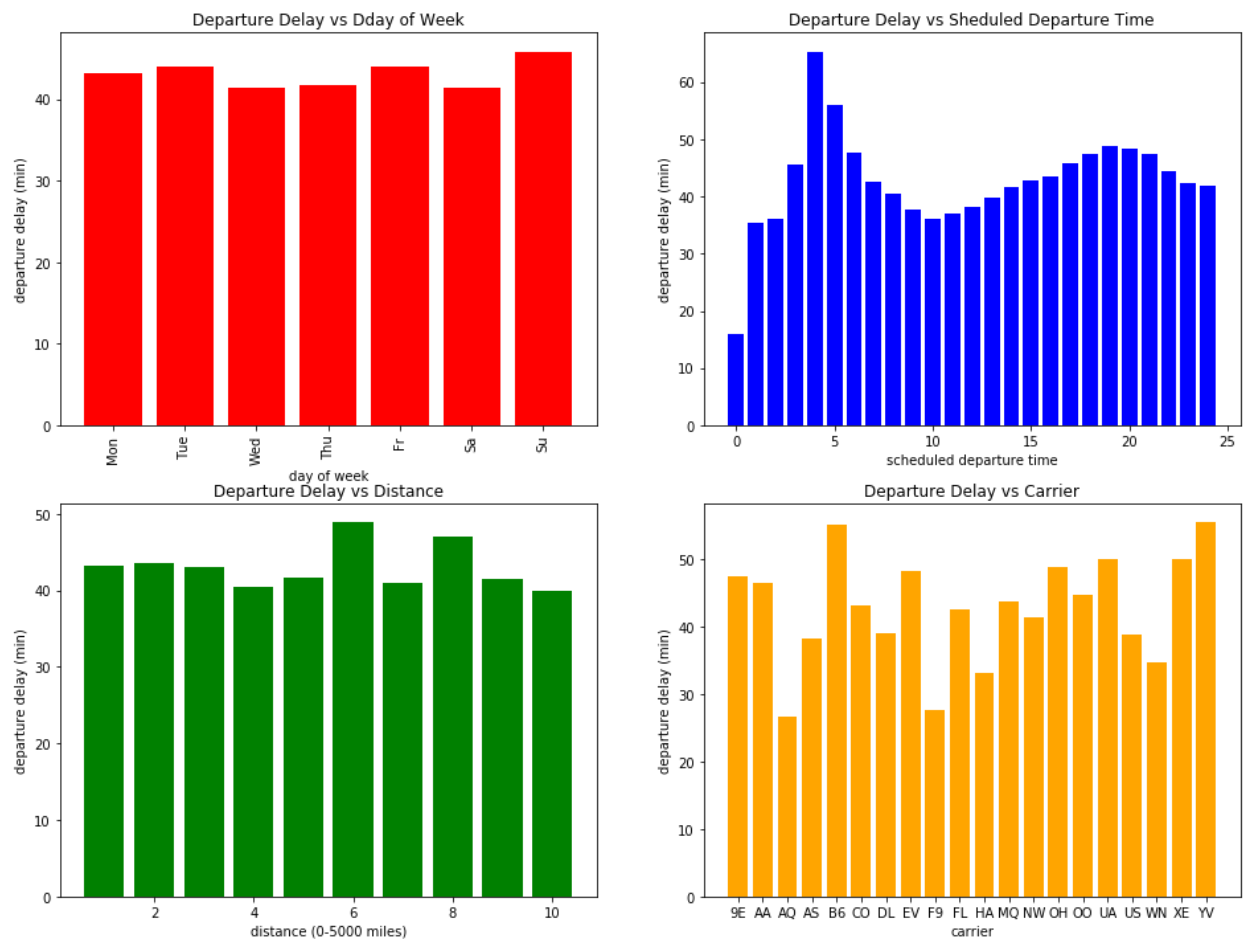 Departure Delay vs Dday of Week
departure delay (min)
40
30
20
10
0
Mon Tue Wed Thu Fr Sa Su
day of week
Departure Delay vs Sheduled Departure Time
departure delay (min)
60
50
40
30
20
10
0
0 5 10 15 20 25
scheduled departure time
Departure Delay vs Distance
departure delay (min)
50
40
30
20
10
0
2 4 6 8 10
distance (0-5000 miles)
Departure Delay vs Carrier
departure delay (min)
50
40
30
20
10
0
9E AA AQ AS B6 CO DL EV F9 FL HA MQ NW OH OO UA US WN XE YV
carrier